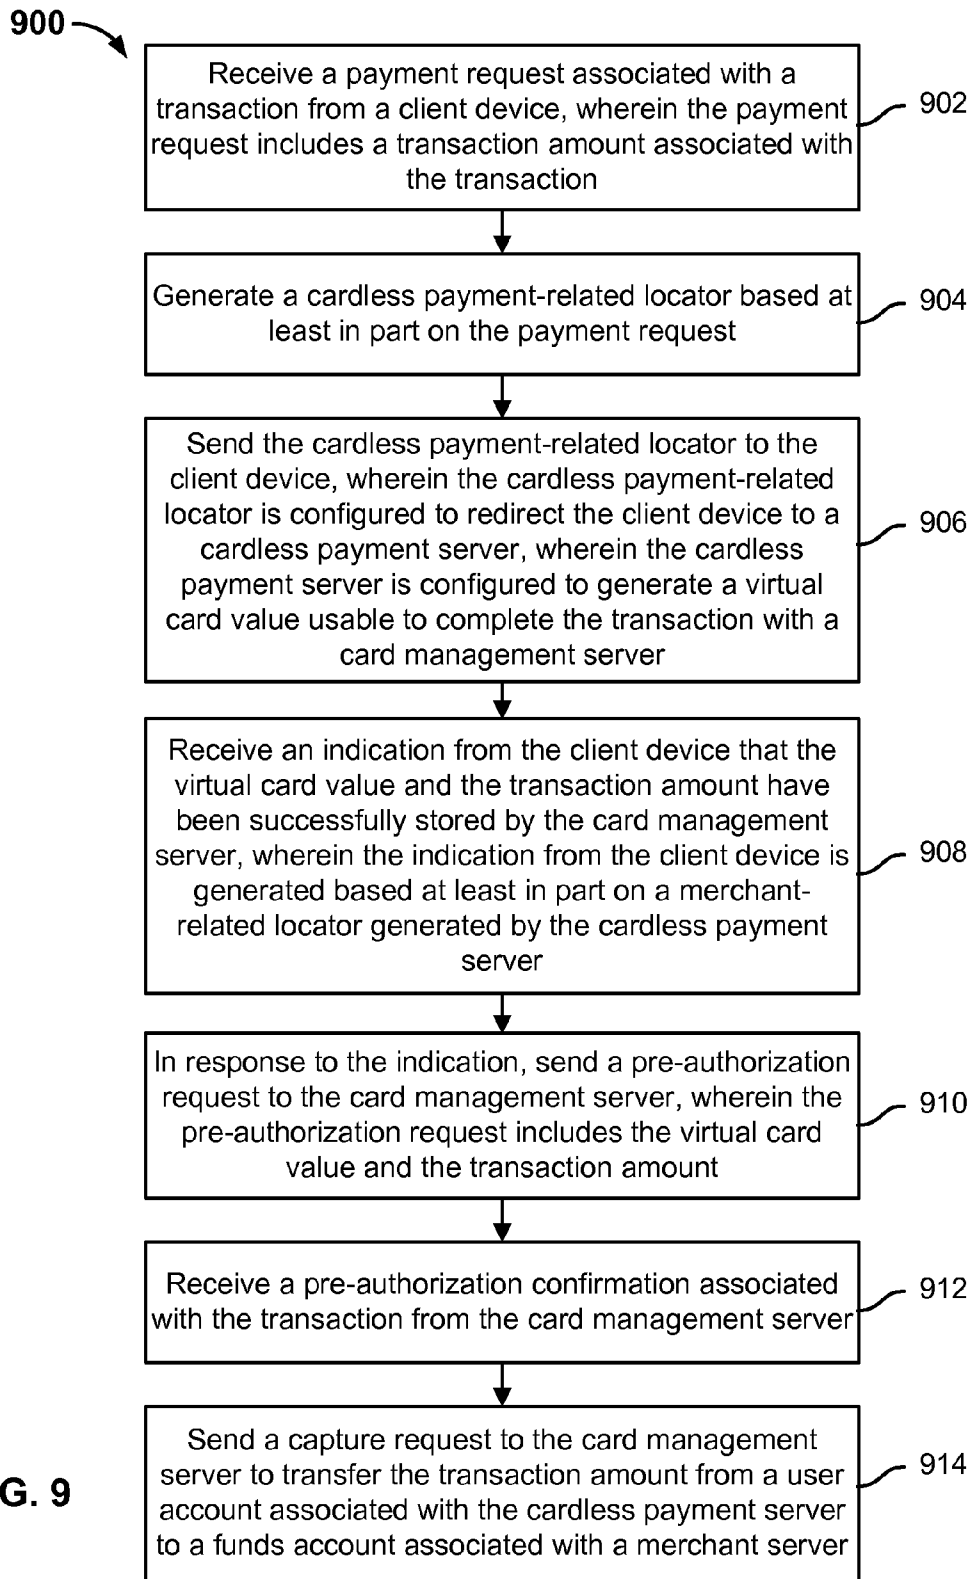 900
Receive a payment request associated with a
transaction from a client device, wherein the payment
request includes a transaction amount associated with
the transaction
902
Generate a cardless payment-related locator based at
least in part on the payment request
904
Send the cardless payment-related locator to the
client device, wherein the cardless payment-related
locator is configured to redirect the client device to a
cardless payment server, wherein the cardless
payment server is configured to generate a virtual
card value usable to complete the transaction with a
card management server
906
Receive an indication from the client device that the
virtual card value and the transaction amount have
been successfully stored by the card management
server, wherein the indication from the client device is
generated based at least in part on a merchant-
related locator generated by the cardless payment
server
908
In response to the indication, send a pre-authorization
request to the card management server, wherein the
pre-authorization request includes the virtual card
value and the transaction amount
910
Receive a pre-authorization confirmation associated
with the transaction from the card management server
912
Send a capture request to the card management
server to transfer the transaction amount from a user
account associated with the cardless payment server
to a funds account associated with a merchant server
914
G. 9